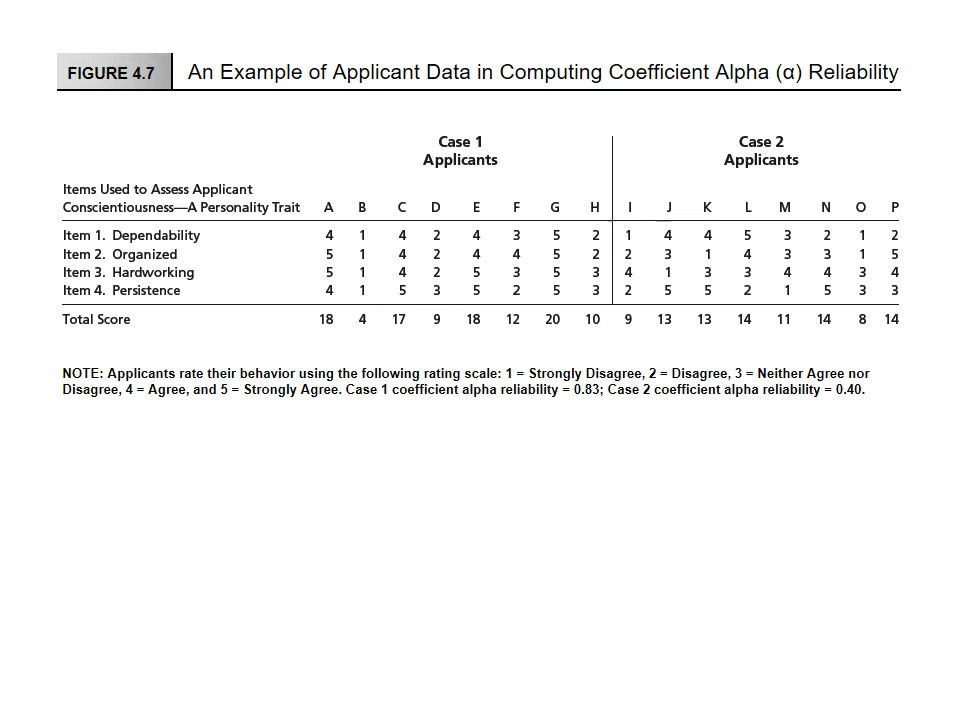 FIGURE 4.7 An Example of Applicant Data in Computing Coefficient Alpha (α) Reliability
Case 1 Case 2
Applicants Applicants
Items Used to Assess Applicant
Conscientiousness—A Personality Trait A B C D E F G H I J K L M N O P
Item 1. Dependability 4 1 4 2 4 3 5 2 1 4 4 5 3 2 1 2
Item 2. Organized 5 1 4 2 4 4 5 2 2 3 1 4 3 3 1 5
Item 3. Hardworking 5 1 4 2 5 3 5 3 4 1 3 3 4 4 3 4
Item 4. Persistence 4 1 5 3 5 2 5 3 2 5 5 2 1 5 3 3
Total Score 18 4 17 9 18 12 20 10 9 13 13 14 11 14 8 14
NOTE: Applicants rate their behavior using the following rating scale: 1 = Strongly Disagree, 2 = Disagree, 3 = Neither Agree nor
Disagree, 4 = Agree, and 5 = Strongly Agree. Case 1 coefficient alpha reliability = 0.83; Case 2 coefficient alpha reliability = 0.40.